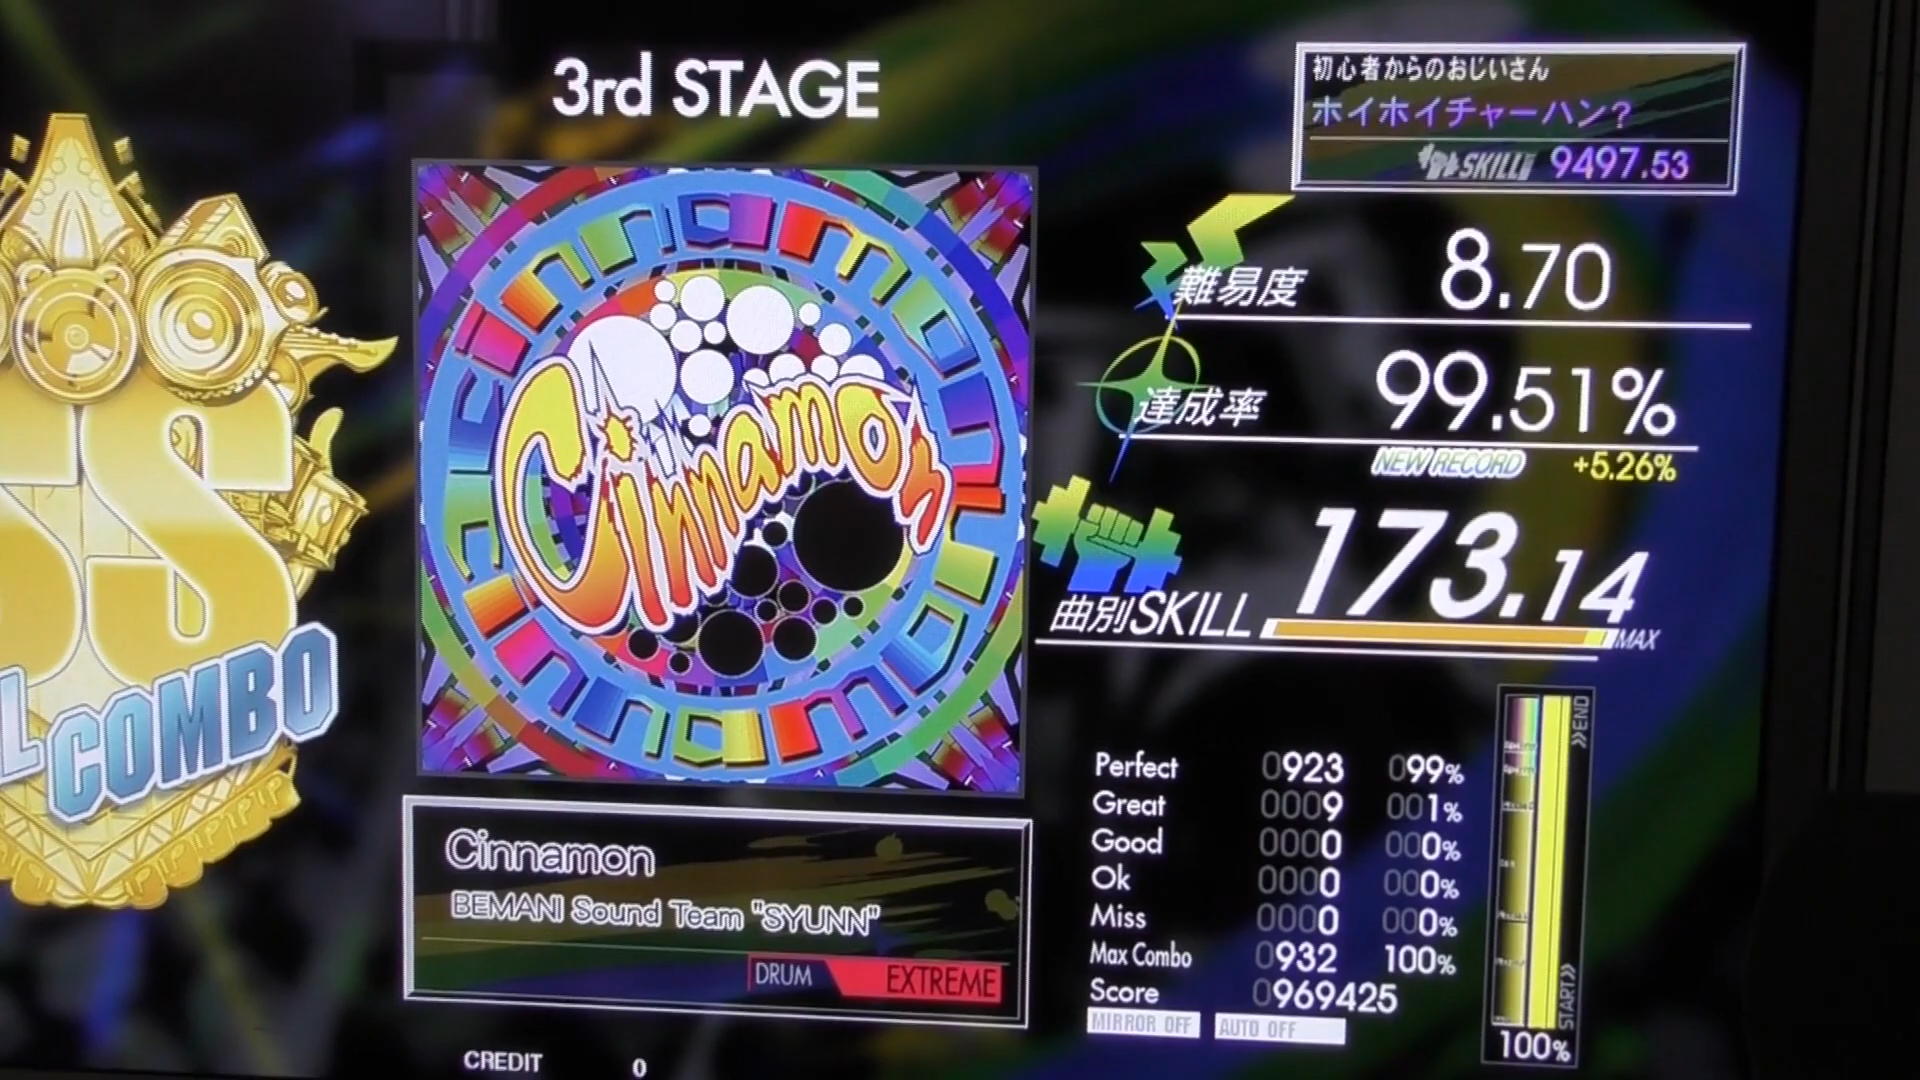 3rd STAGE
初心者からのおじいさん
ホイホイチャーハン?
SKILL 9497.53
難易度 8.70
達成率 99.51%
NEW RECORD +5.26%
曲別SKILL 173.14
MAX
SS
COMBO
Cinnamon
Cinnamon
BEMANI Sound Team "SYUNN"
DRUM EXTREME
Perfect 0923 099%
Great 0009 001%
Good 0000 000%
Ok 0000 000%
Miss 0000 000%
Max Combo 0932 100%
Score 0969425
MIRROR OFF AUTO OFF
END
START
100%
CREDIT 0